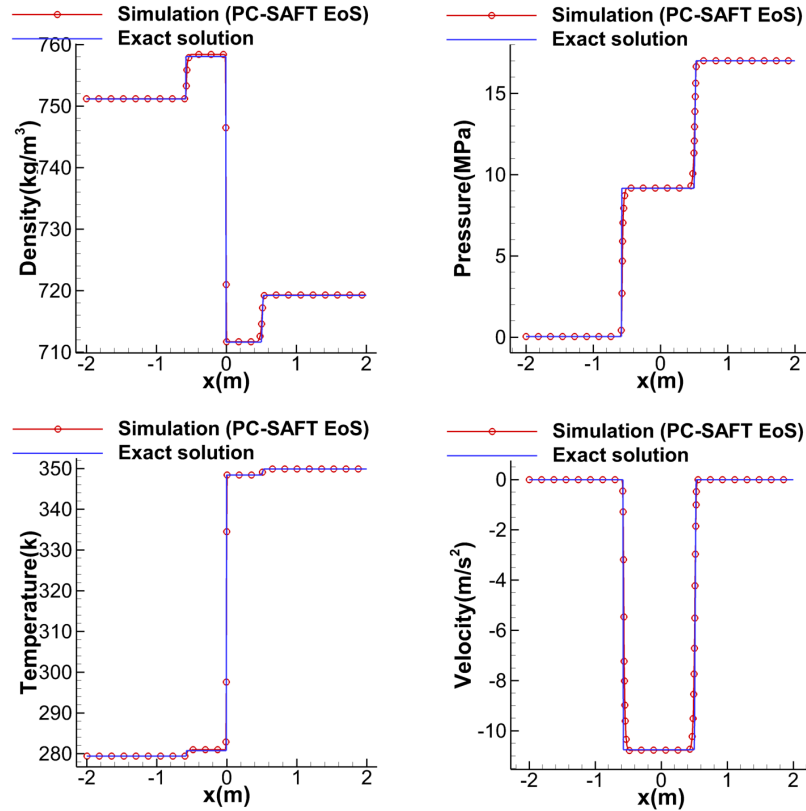 Simulation (PC-SAFT EoS)
Exact solution
760
750
740
730
720
710
Density(kg/m³)
-2 -1 0 1 2
x(m)
Simulation (PC-SAFT EoS)
Exact solution
15
10
5
0
Pressure(MPa)
-2 -1 0 1 2
x(m)
Simulation (PC-SAFT EoS)
Exact solution
350
340
330
320
310
300
290
280
Temperature(k)
-2 -1 0 1 2
x(m)
Simulation (PC-SAFT EoS)
Exact solution
0
-2
-4
-6
-8
-10
Velocity(m/s²)
-2 -1 0 1 2
x(m)